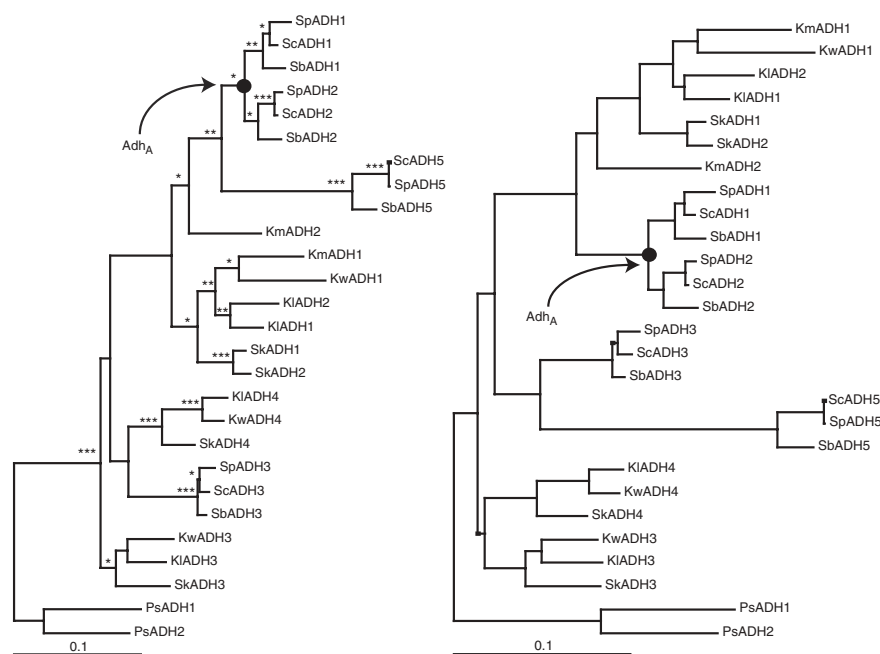 *
SpADH1
**
ScADH1
SbADH1
*
***
SpADH2
*
ScADH2
SbADH2
Adh A
**
***
ScADH5
***
SpADH5
SbADH5
*
KmADH2
KmADH1
*
KwADH1
**
KlADH2
**
KlADH1
*
SkADH1
***
SkADH2
KlADH4
***
***
KwADH4
SkADH4
***
SpADH3
*
***
ScADH3
SbADH3
KwADH3
*
KlADH3
SkADH3
PsADH1
PsADH2
0.1
KmADH1
KwADH1
KlADH2
KlADH1
SkADH1
SkADH2
KmADH2
SpADH1
ScADH1
SbADH1
SpADH2
ScADH2
SbADH2
Adh A
SpADH3
ScADH3
SbADH3
ScADH5
SpADH5
SbADH5
KlADH4
KwADH4
SkADH4
KwADH3
KlADH3
SkADH3
PsADH1
PsADH2
0.1